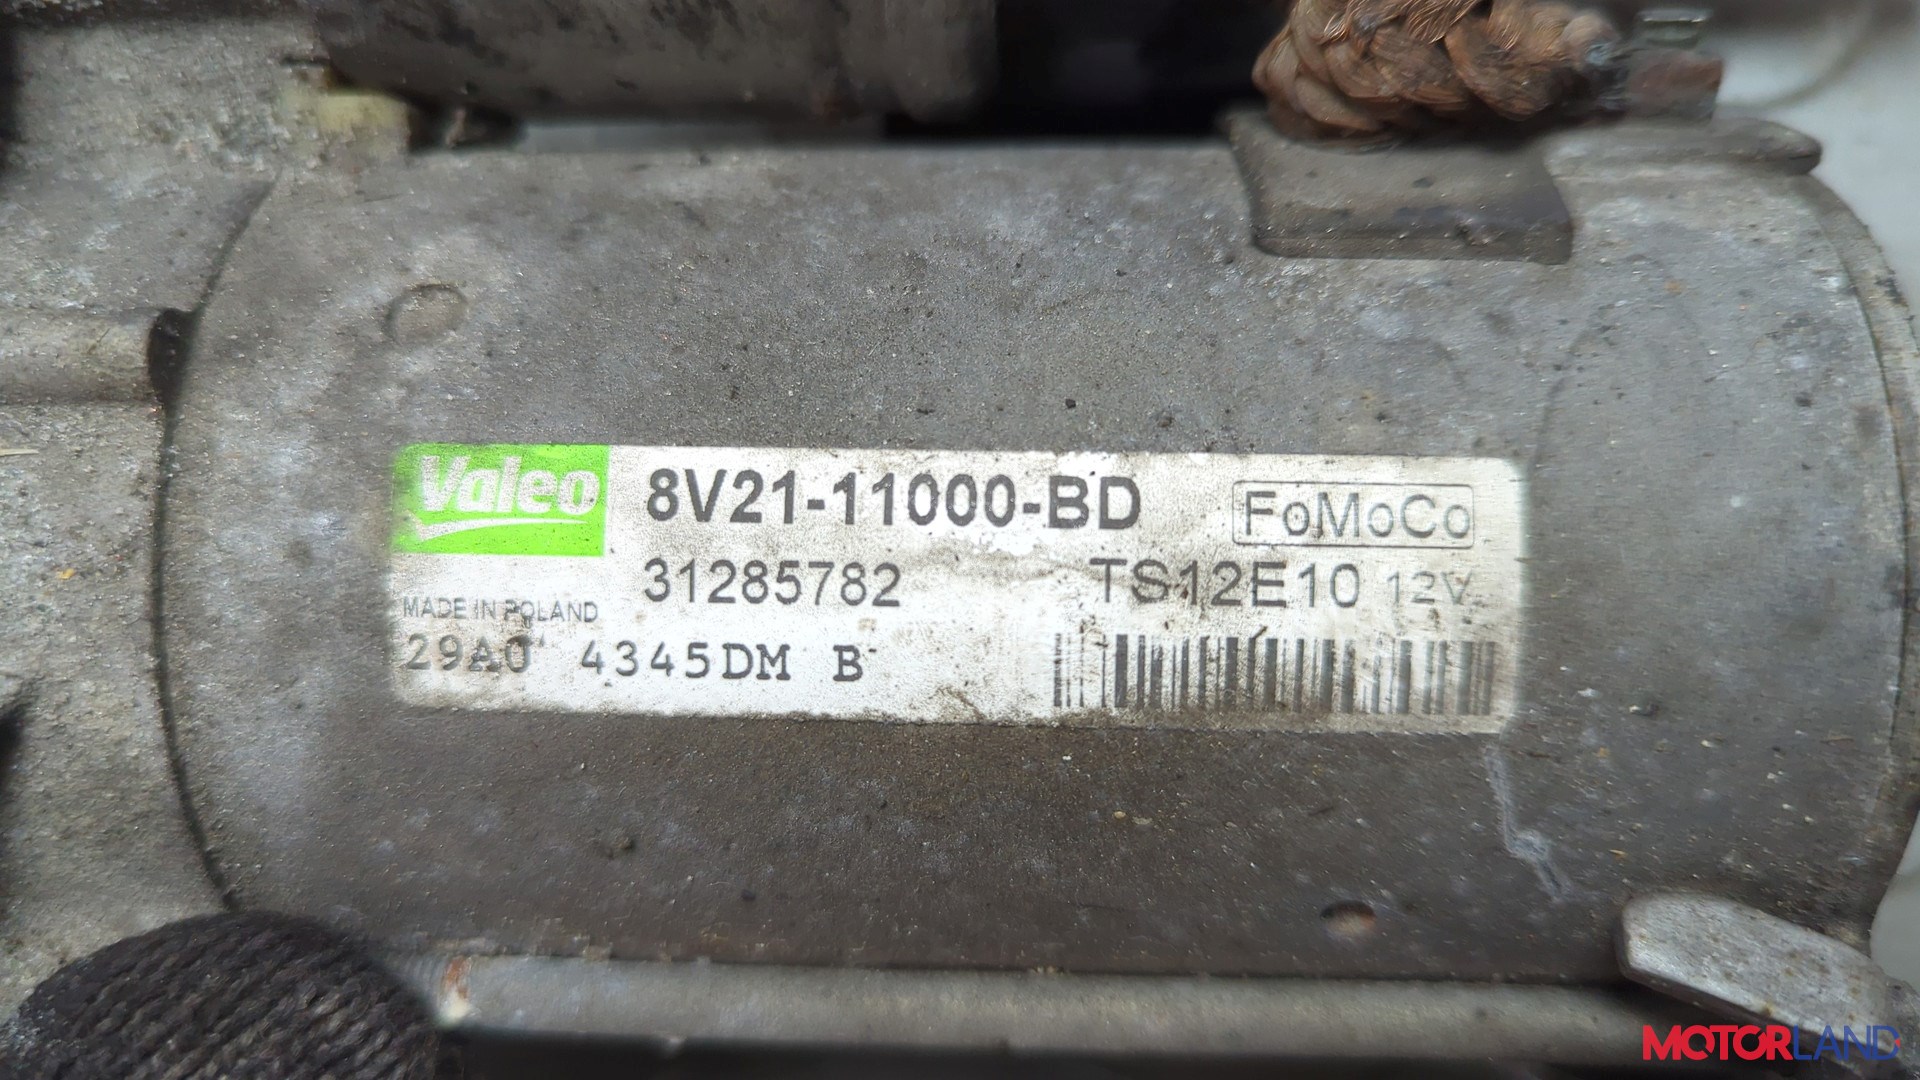 Valeo 8V21-11000-BD FoMoCo
31285782 TS12E10 12V
MADE IN POLAND
29A0 4345DM B
MOTORLAND